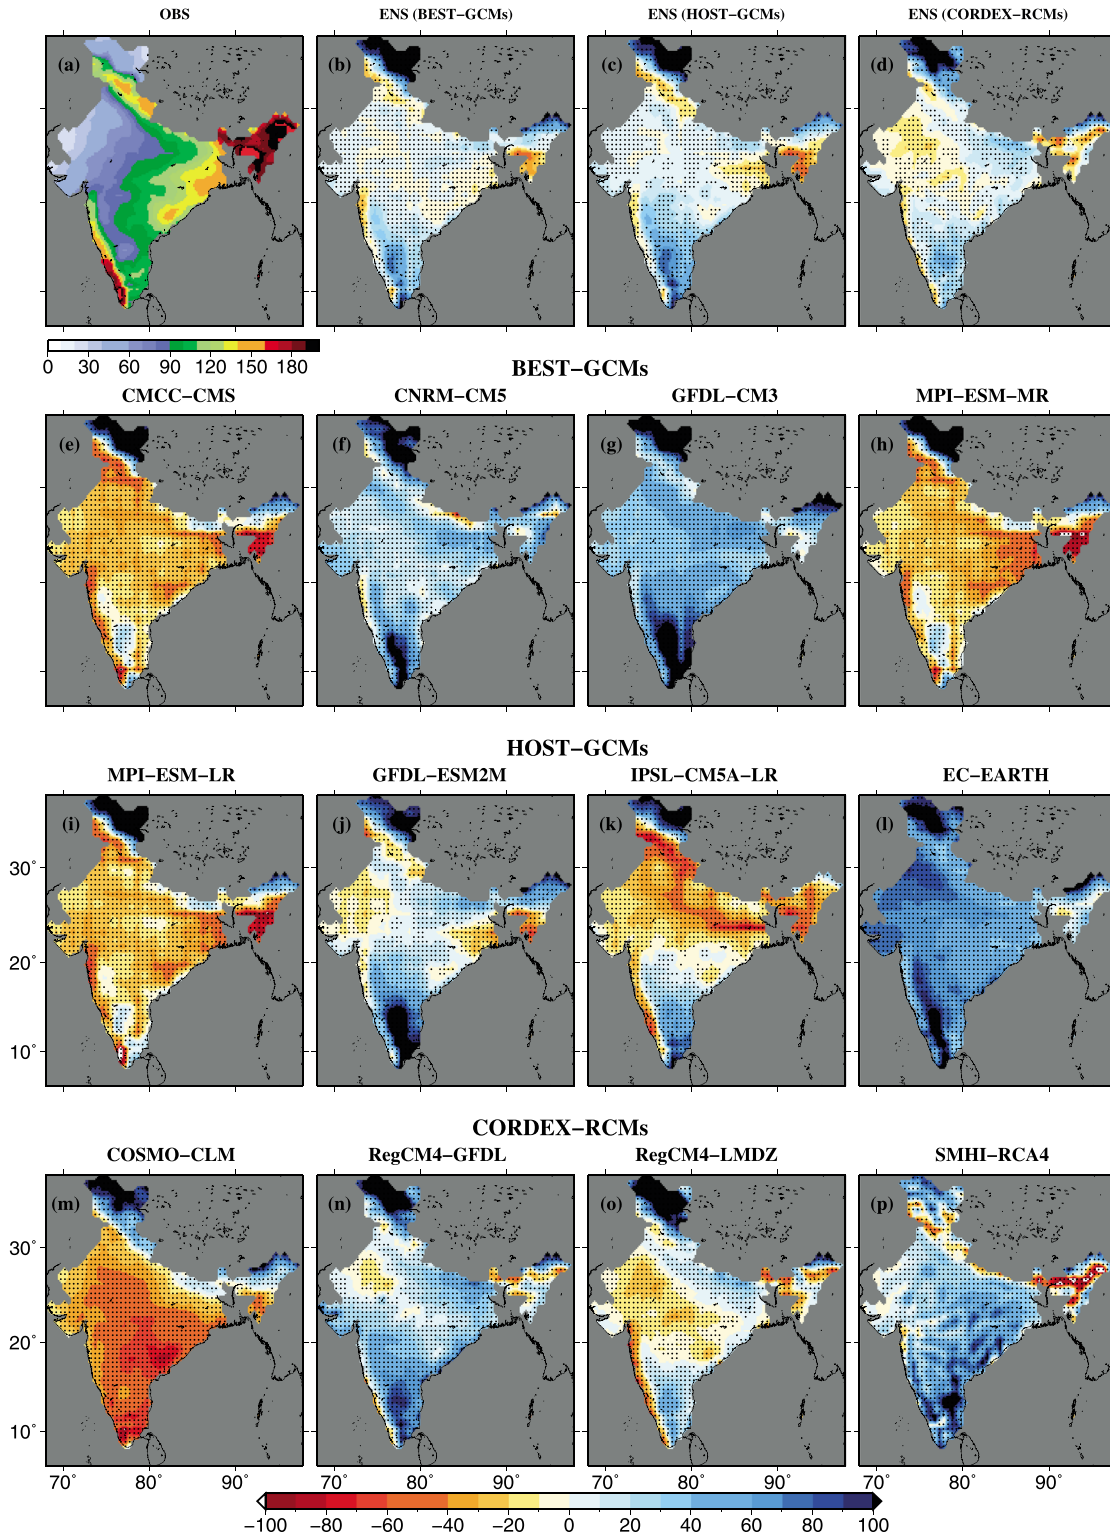 OBS ENS (BEST−GCMs) ENS (HOST−GCMs) ENS (CORDEX−RCMs)
(a) (b) (c) (d)
0 30 60 90 120 150 180
BEST−GCMs
CMCC−CMS CNRM−CM5 GFDL−CM3 MPI−ESM−MR
(e) (f) (g) (h)
HOST−GCMs
MPI−ESM−LR GFDL−ESM2M IPSL−CM5A−LR EC−EARTH
(i) (j) (k) (l)
30˚
20˚
10˚
CORDEX−RCMs
COSMO−CLM RegCM4−GFDL RegCM4−LMDZ SMHI−RCA4
(m) (n) (o) (p)
30˚
20˚
10˚
70˚ 80˚ 90˚ 70˚ 80˚ 90˚ 70˚ 80˚ 90˚ 70˚ 80˚ 90˚
−100 −80 −60 −40 −20 0 20 40 60 80 100